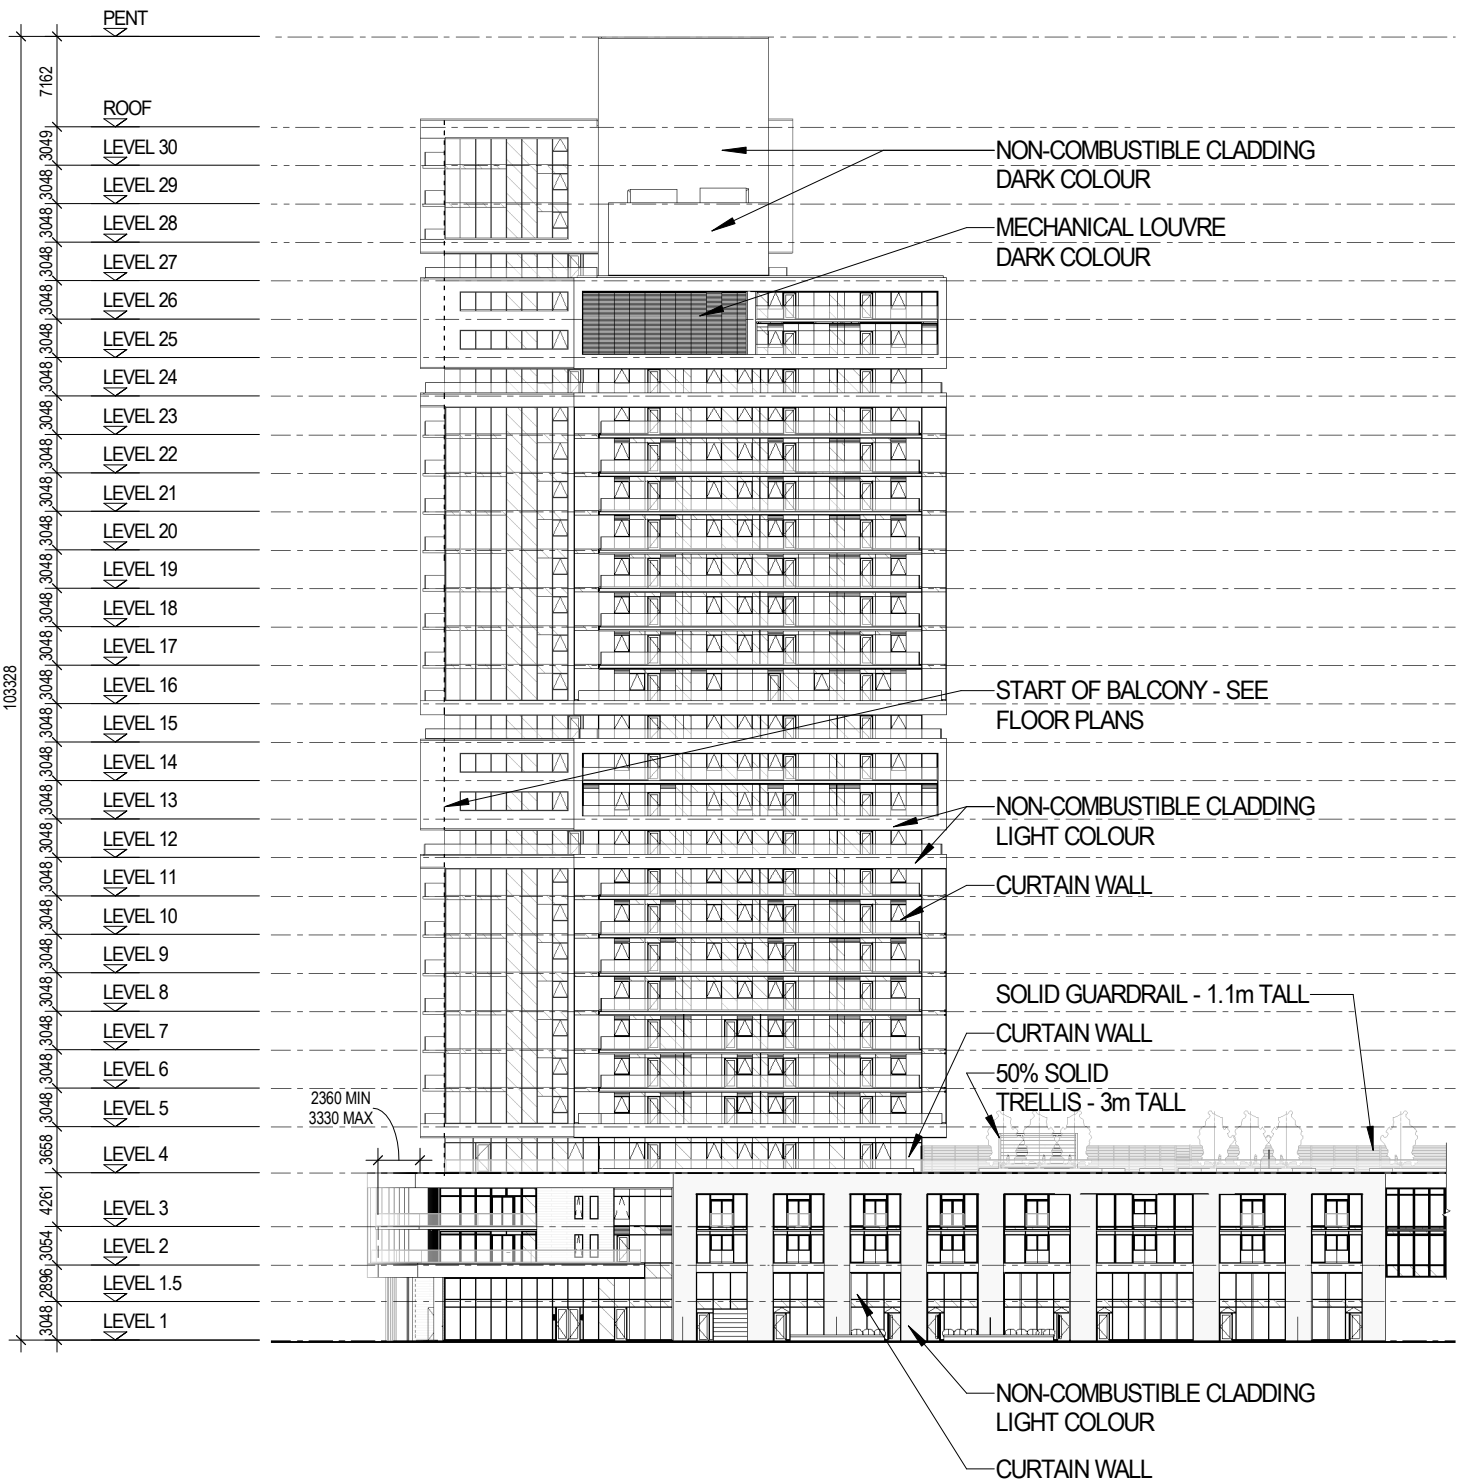 PENT
7162
ROOF
3049
LEVEL 30
3048
LEVEL 29
3048
LEVEL 28
3048
LEVEL 27
3048
LEVEL 26
3048
LEVEL 25
3048
LEVEL 24
3048
LEVEL 23
3048
LEVEL 22
3048
LEVEL 21
3048
LEVEL 20
3048
LEVEL 19
3048
LEVEL 18
3048
LEVEL 17
3048
LEVEL 16
3048
LEVEL 15
3048
LEVEL 14
3048
LEVEL 13
3048
LEVEL 12
3048
LEVEL 11
3048
LEVEL 10
3048
LEVEL 9
3048
LEVEL 8
3048
LEVEL 7
3048
LEVEL 6
3048
LEVEL 5
3658
LEVEL 4
4261
LEVEL 3
3054
LEVEL 2
2896
LEVEL 1.5
3048
LEVEL 1
103328
2360 MIN
3330 MAX
NON-COMBUSTIBLE CLADDING
DARK COLOUR
MECHANICAL LOUVRE
DARK COLOUR
START OF BALCONY - SEE
FLOOR PLANS
NON-COMBUSTIBLE CLADDING
LIGHT COLOUR
CURTAIN WALL
SOLID GUARDRAIL - 1.1m TALL
CURTAIN WALL
50% SOLID
TRELLIS - 3m TALL
NON-COMBUSTIBLE CLADDING
LIGHT COLOUR
CURTAIN WALL